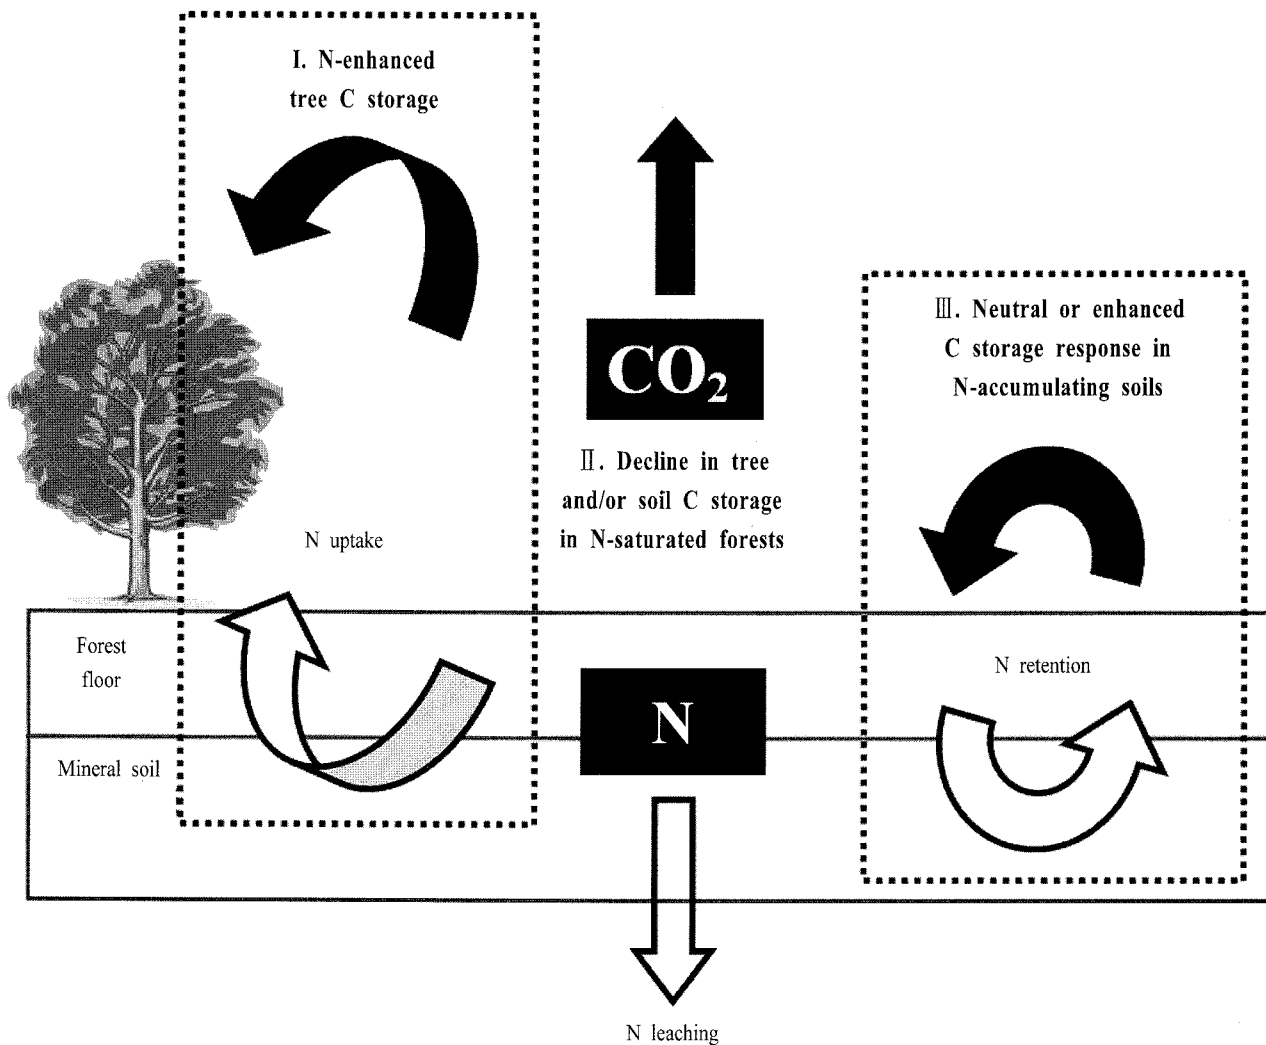 I. N-enhanced
tree C storage
CO₂
II. Decline in tree
and/or soil C storage
in N-saturated forests
III. Neutral or enhanced
C storage response in
N-accumulating soils
N uptake
Forest
floor
Mineral soil
N
N retention
N leaching